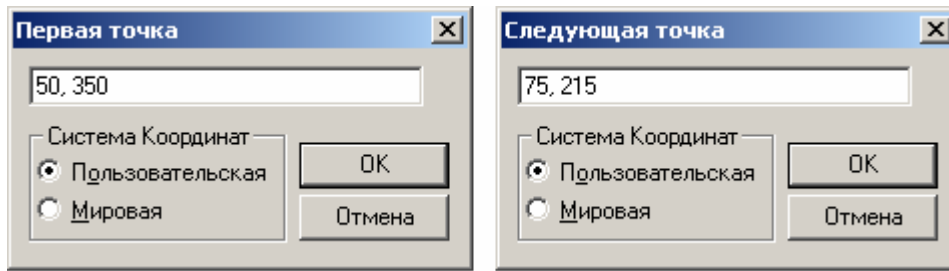 Первая точка
50, 350
Система Координат
Пользовательская
Мировая
OK
Отмена
Следующая точка
75, 215
Система Координат
Пользовательская
Мировая
OK
Отмена